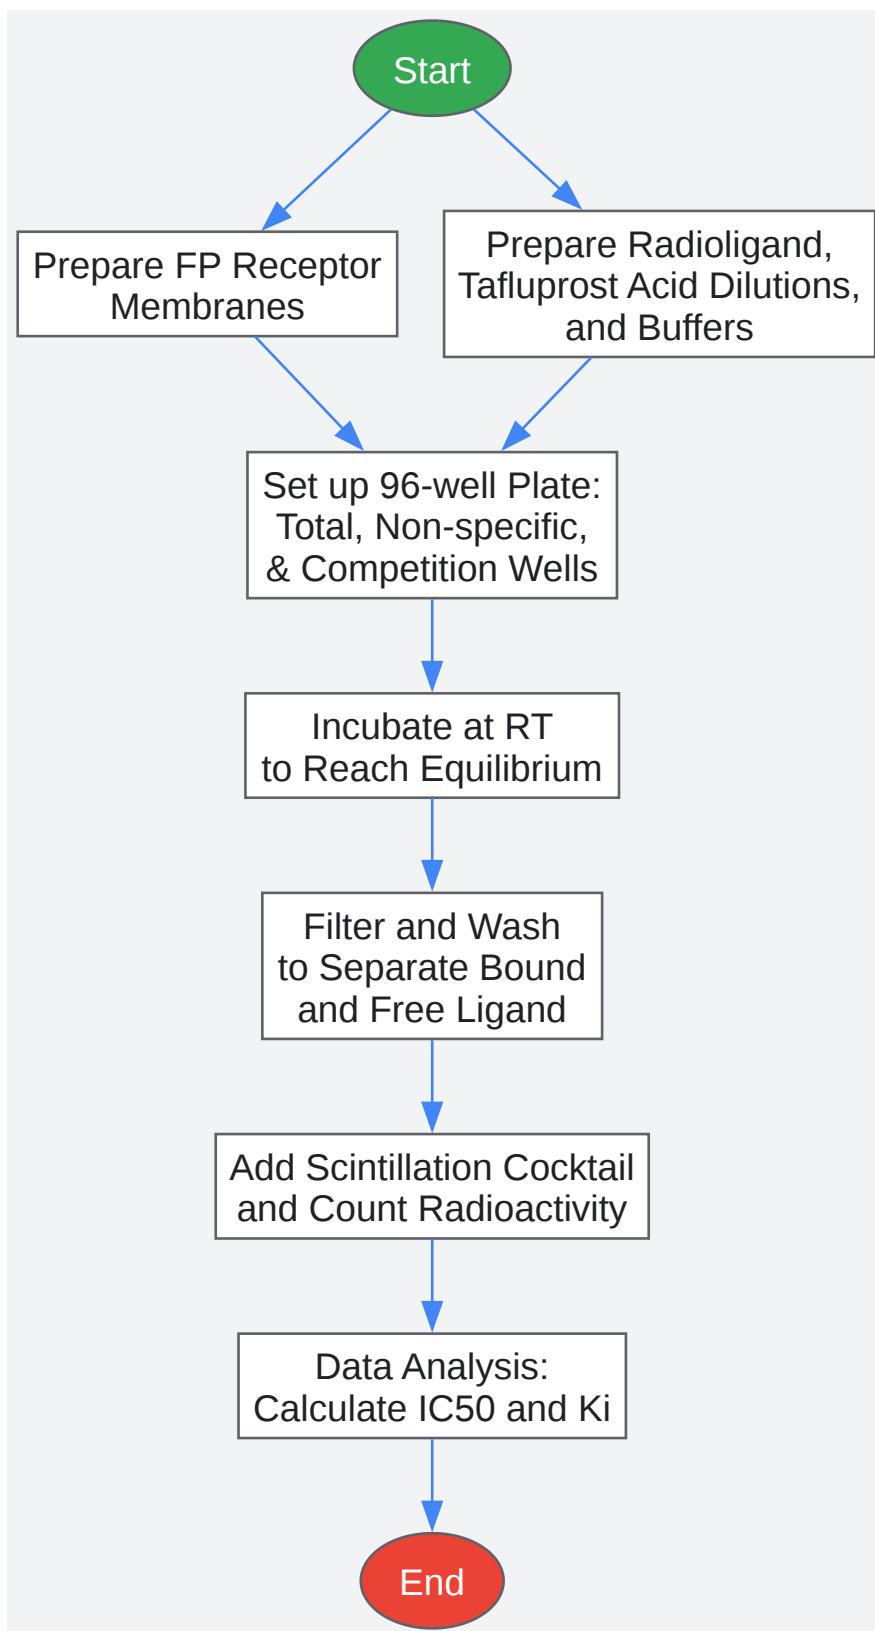 Start
Prepare FP Receptor
Membranes
Prepare Radioligand,
Tafluprost Acid Dilutions,
and Buffers
Set up 96-well Plate:
Total, Non-specific,
& Competition Wells
Incubate at RT
to Reach Equilibrium
Filter and Wash
to Separate Bound
and Free Ligand
Add Scintillation Cocktail
and Count Radioactivity
Data Analysis:
Calculate IC50 and Ki
End